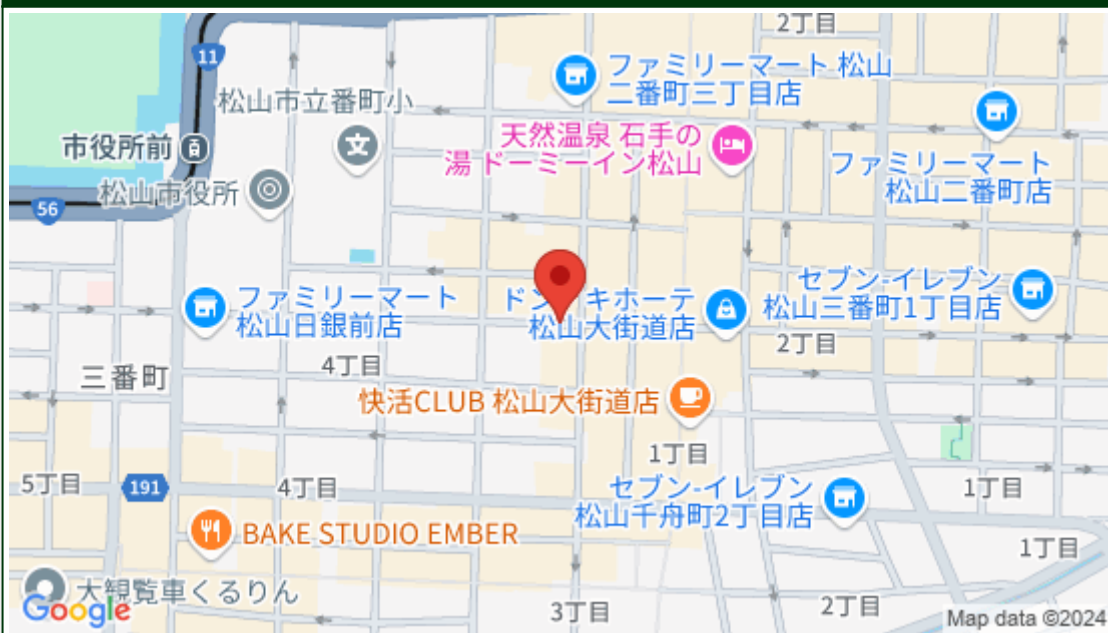 2丁目
11
ファミリーマート 松山
二番町三丁目店
松山市立番町小
天然温泉 石手の
湯 ドーミーイン松山
市役所前
ファミリーマート
松山二番町店
松山市役所
56
セブン-イレブン
松山三番町1丁目店
ファミリーマート
松山日銀前店
ドン キホーテ
松山大街道店
2丁目
4丁目
三番町
快活CLUB 松山大街道店
1丁目
5丁目
191
4丁目
セブン-イレブン
松山千舟町2丁目店
1丁目
BAKE STUDIO EMBER
1丁目
大観覧車くるりん
Google
3丁目
2丁目
Map data ©2024